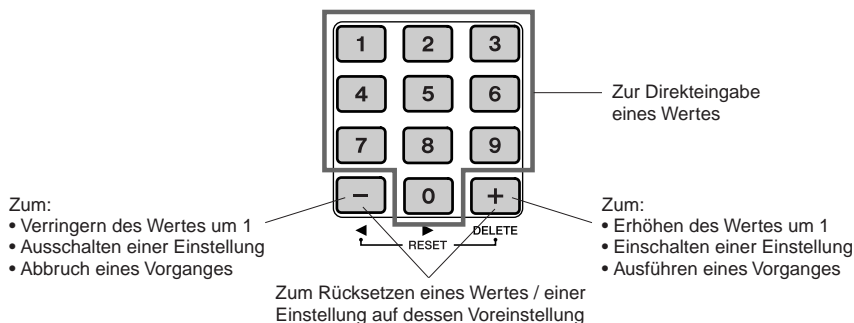 1 2 3
4 5 6
Zur Direkteingabe
eines Wertes
7 8 9
− 0 +
Zum:
• Verringern des Wertes um 1
• Ausschalten einer Einstellung
• Abbruch eines Vorganges
◄ ► DELETE
RESET
Zum:
• Erhöhen des Wertes um 1
• Einschalten einer Einstellung
• Ausführen eines Vorganges
Zum Rücksetzen eines Wertes / einer
Einstellung auf dessen Voreinstellung